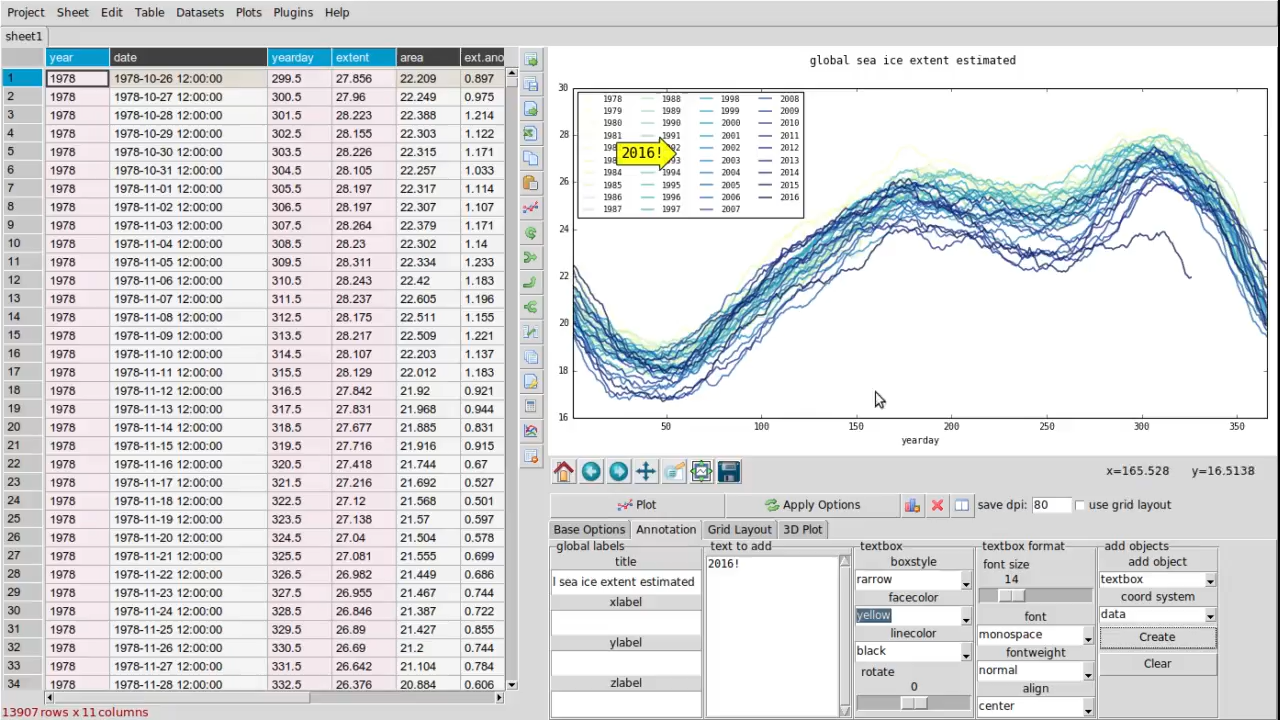 Project Sheet Edit Table Datasets Plots Plugins Help
sheet1
year date yearday extent area ext.ano
1 1978 1978-10-26 12:00:00 299.5 27.856 22.209 0.897
2 1978 1978-10-27 12:00:00 300.5 27.96 22.249 0.975
3 1978 1978-10-28 12:00:00 301.5 28.223 22.388 1.214
4 1978 1978-10-29 12:00:00 302.5 28.155 22.303 1.122
5 1978 1978-10-30 12:00:00 303.5 28.226 22.315 1.171
6 1978 1978-10-31 12:00:00 304.5 28.105 22.257 1.033
7 1978 1978-11-01 12:00:00 305.5 28.197 22.317 1.114
8 1978 1978-11-02 12:00:00 306.5 28.197 22.307 1.107
9 1978 1978-11-03 12:00:00 307.5 28.264 22.379 1.171
10 1978 1978-11-04 12:00:00 308.5 28.23 22.302 1.14
11 1978 1978-11-05 12:00:00 309.5 28.311 22.334 1.233
12 1978 1978-11-06 12:00:00 310.5 28.243 22.42 1.183
13 1978 1978-11-07 12:00:00 311.5 28.237 22.605 1.196
14 1978 1978-11-08 12:00:00 312.5 28.175 22.511 1.155
15 1978 1978-11-09 12:00:00 313.5 28.217 22.509 1.221
16 1978 1978-11-10 12:00:00 314.5 28.107 22.203 1.137
17 1978 1978-11-11 12:00:00 315.5 28.129 22.012 1.183
18 1978 1978-11-12 12:00:00 316.5 27.842 21.92 0.921
19 1978 1978-11-13 12:00:00 317.5 27.831 21.968 0.944
20 1978 1978-11-14 12:00:00 318.5 27.677 21.885 0.831
21 1978 1978-11-15 12:00:00 319.5 27.716 21.916 0.915
22 1978 1978-11-16 12:00:00 320.5 27.418 21.744 0.67
23 1978 1978-11-17 12:00:00 321.5 27.216 21.692 0.527
24 1978 1978-11-18 12:00:00 322.5 27.12 21.568 0.501
25 1978 1978-11-19 12:00:00 323.5 27.138 21.57 0.597
26 1978 1978-11-20 12:00:00 324.5 27.04 21.504 0.578
27 1978 1978-11-21 12:00:00 325.5 27.081 21.555 0.699
28 1978 1978-11-22 12:00:00 326.5 26.982 21.449 0.686
29 1978 1978-11-23 12:00:00 327.5 26.955 21.467 0.744
30 1978 1978-11-24 12:00:00 328.5 26.846 21.387 0.722
31 1978 1978-11-25 12:00:00 329.5 26.89 21.427 0.855
32 1978 1978-11-26 12:00:00 330.5 26.69 21.2 0.744
33 1978 1978-11-27 12:00:00 331.5 26.642 21.104 0.784
34 1978 1978-11-28 12:00:00 332.5 26.376 20.884 0.606
13907 rows x 11 columns
global sea ice extent estimated
30
28
26
24
22
20
18
16
1978 1988 1998 2008
1979 1989 1999 2009
1980 1990 2000 2010
1981 1991 2001 2011
2002 2012
2003 2013
1984 1994 2004 2014
1985 1995 2005 2015
1986 1996 2006 2016
1987 1997 2007
2016!
50 100 150 200 250 300 350
yearday
x=165.528 y=16.5138
Plot Apply Options save dpi: 80 use grid layout
Base Options Annotation Grid Layout 3D Plot
global labels
title
l sea ice extent estimated
xlabel
ylabel
zlabel
text to add
2016!
textbox
boxstyle
rarrow
facecolor
yellow
linecolor
black
rotate
0
textbox format
font size
14
font
monospace
fontweight
normal
align
center
add objects
add object
textbox
coord system
data
Create
Clear